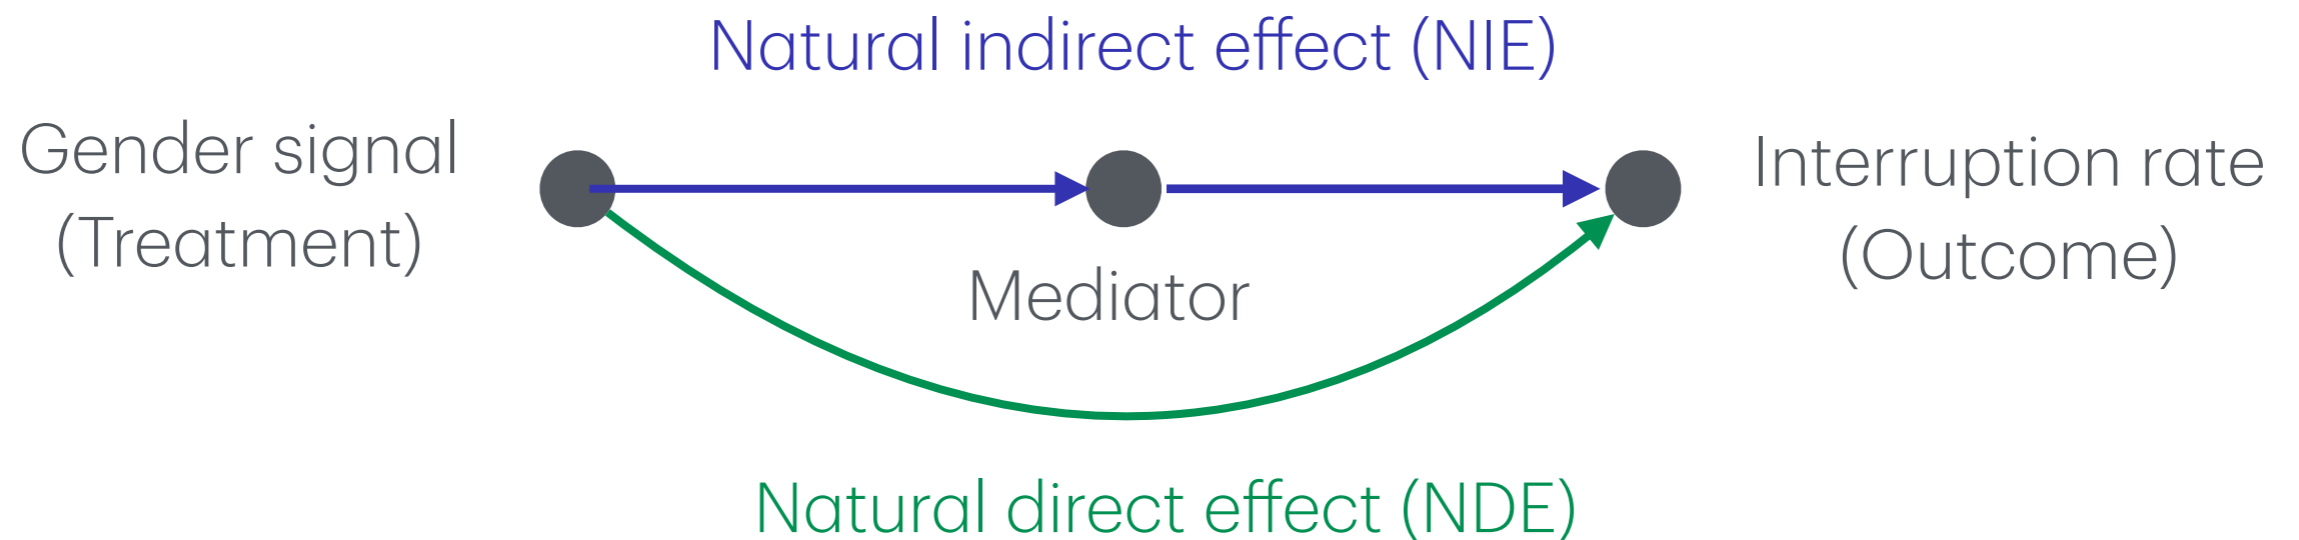 Natural indirect effect (NIE)
Gender signal
(Treatment)
Mediator
Interruption rate
(Outcome)
Natural direct effect (NDE)